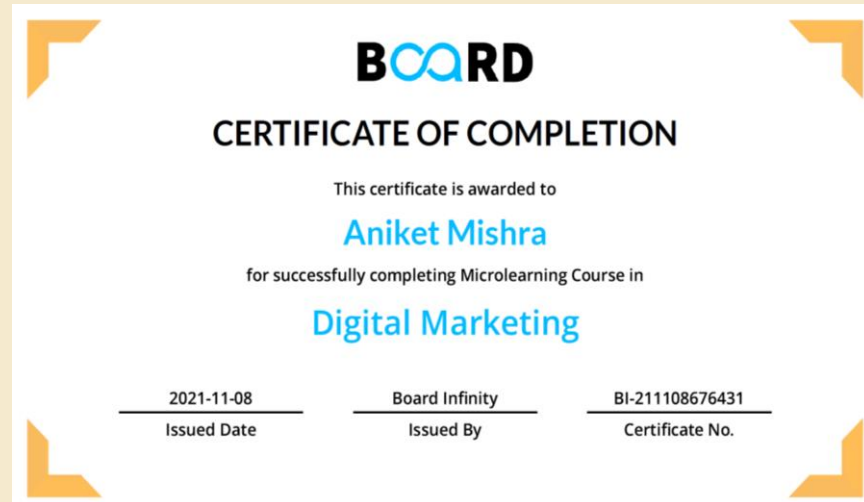 BOARD
CERTIFICATE OF COMPLETION
This certificate is awarded to
Aniket Mishra
for successfully completing Microlearning Course in
Digital Marketing
2021-11-08 Board Infinity BI-211108676431
Issued Date Issued By Certificate No.